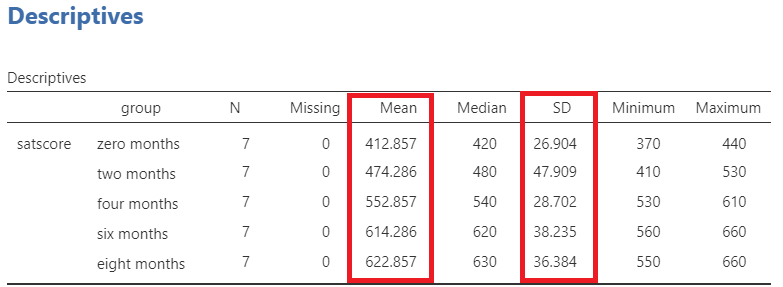 Descriptives
Descriptives
group N Missing Mean Median SD Minimum Maximum
satscore zero months 7 0 412.857 420 26.904 370 440
two months 7 0 474.286 480 47.909 410 530
four months 7 0 552.857 540 28.702 530 610
six months 7 0 614.286 620 38.235 560 660
eight months 7 0 622.857 630 36.384 550 660